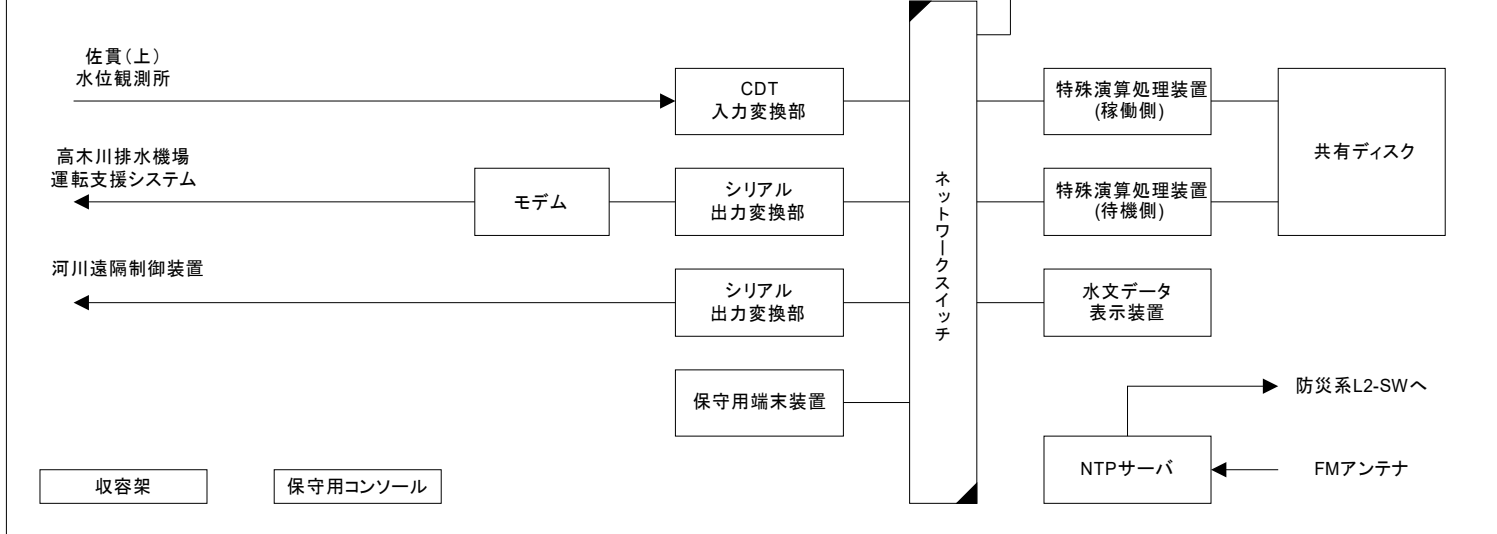 佐貫(上)
水位観測所
CDT
入力変換部
特殊演算処理装置
(稼働側)
共有ディスク
高木川排水機場
運転支援システム
モデム
シリアル
出力変換部
ネットワークスイッチ
特殊演算処理装置
(待機側)
河川遠隔制御装置
シリアル
出力変換部
水文データ
表示装置
保守用端末装置
防災系L2-SWへ
NTPサーバ
FMアンテナ
収容架
保守用コンソール